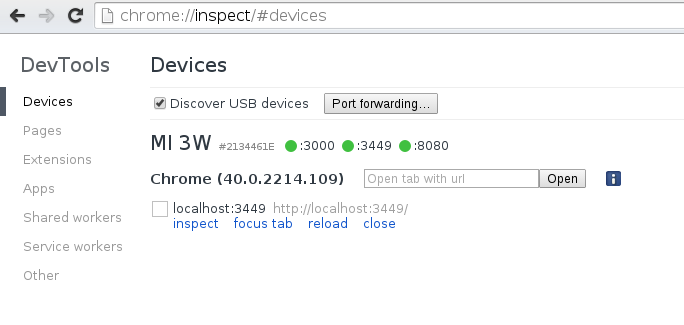 chrome://inspect/#devices
DevTools
Devices
Devices
Pages
Extensions
Apps
Shared workers
Service workers
Other
Discover USB devices Port forwarding...
MI 3W #2134461E :3000 :3449 :8080
Chrome (40.0.2214.109) Open tab with url Open
localhost:3449 http://localhost:3449/
inspect focus tab reload close